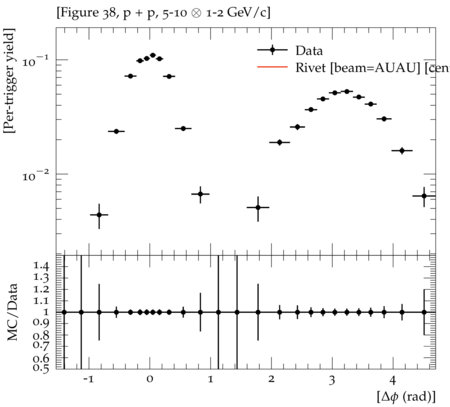 [Figure 38, p + p, 5-10 ⊗ 1-2 GeV/c]
[Per-trigger yield]
10⁻¹
10⁻²
Data
Rivet [beam=AUAU] [cen
MC/Data
1.4
1.3
1.2
1.1
1
0.9
0.8
0.7
0.6
0.5
-1 0 1 2 3 4
[Δϕ (rad)]